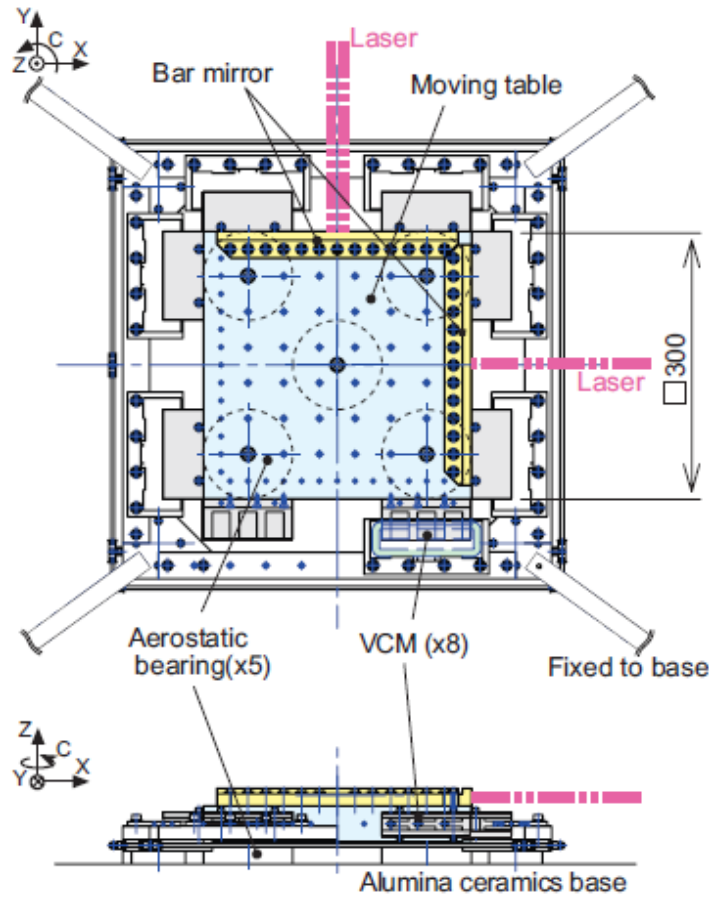 Y
C
X
Z
Laser
Bar mirror
Moving table
□300
Laser
Aerostatic
bearing(x5)
VCM (x8)
Fixed to base
Z
C
Y
X
Alumina ceramics base